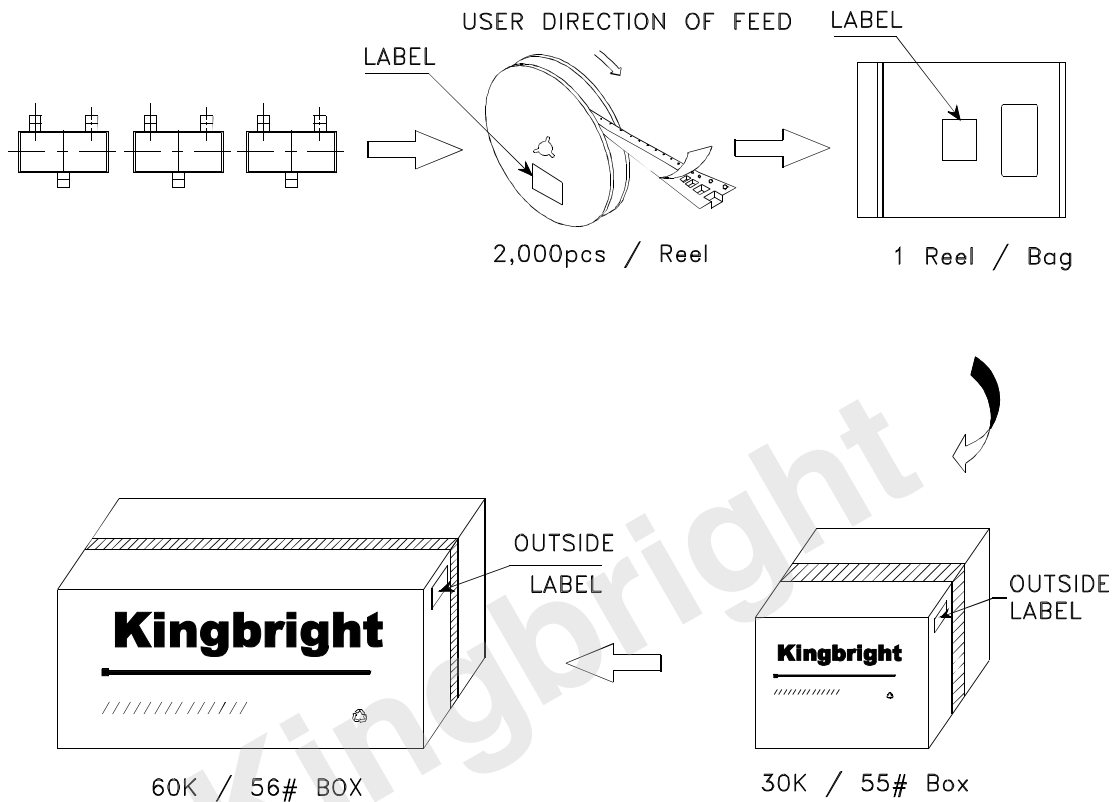 USER DIRECTION OF FEED
LABEL
LABEL
2,000pcs / Reel
1 Reel / Bag
OUTSIDE
LABEL
OUTSIDE
LABEL
Kingbright
Kingbright
60K / 56# BOX
30K / 55# Box
Kingbright